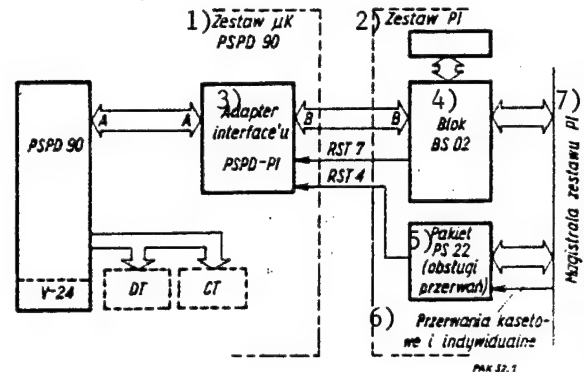 1) Zestaw µK
PSPD 90
2) Zestaw PI
PSPD 90
A
A
3)
Adapter
interface'u
PSPD-PI
B
B
4)
Blok
BS 02
7)
Magistrala zestawu PI
RST 7
RST 4
5)
Pakiet
PS 22
(obsługi
przerwań)
V-24
DT
CT
6)
Przerwania kaseto-
we i indywidualne